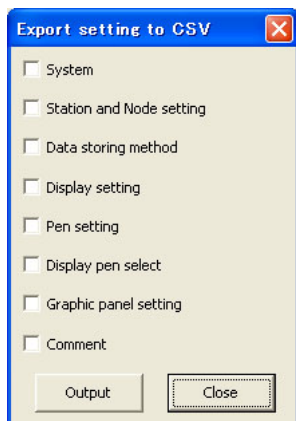 Export setting to CSV
System
Station and Node setting
Data storing method
Display setting
Pen setting
Display pen select
Graphic panel setting
Comment
Output
Close